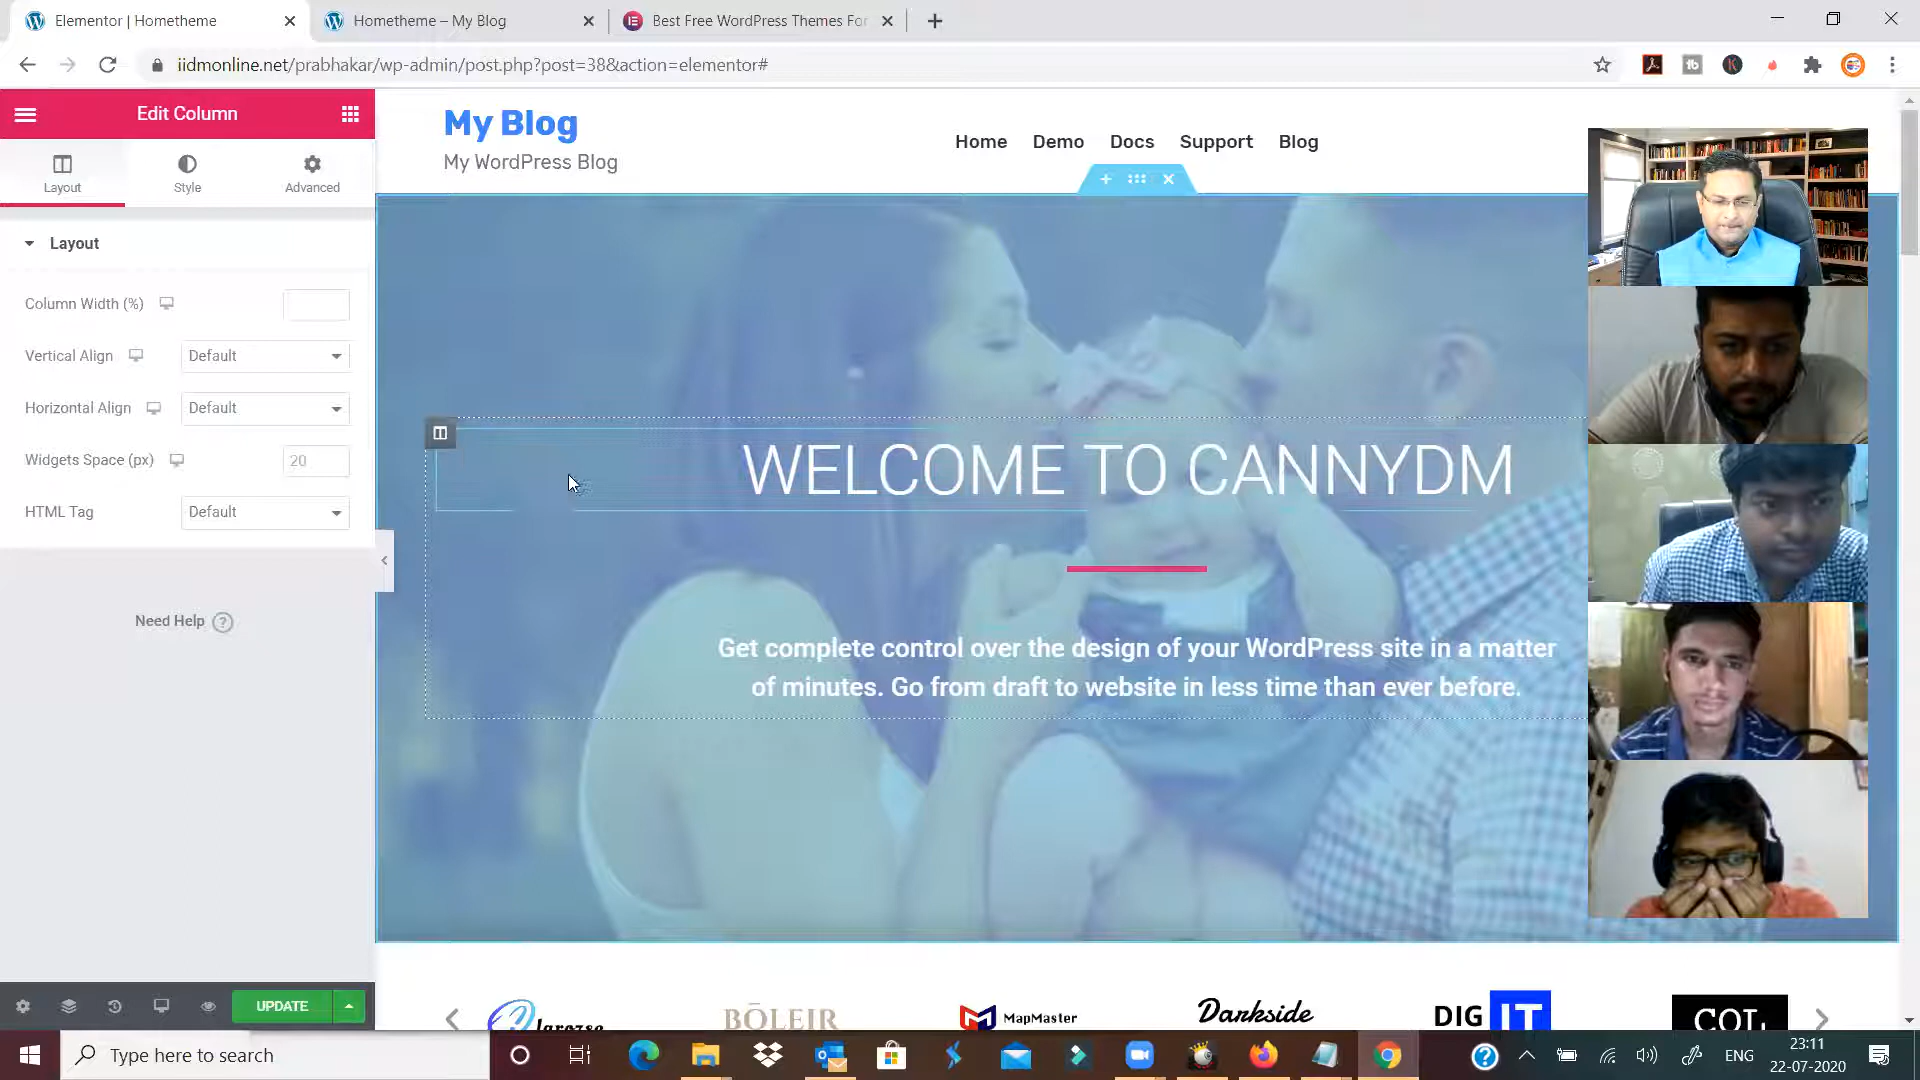 Elementor | Hometheme
Hometheme – My Blog
Best Free WordPress Themes For
iidmonline.net/prabhakar/wp-admin/post.php?post=38&action=elementor#
Edit Column
Layout
Style
Advanced
Layout
Column Width (%)
Vertical Align
Default
Horizontal Align
Default
Widgets Space (px)
20
HTML Tag
Default
Need Help ?
UPDATE
My Blog
My WordPress Blog
Home
Demo
Docs
Support
Blog
WELCOME TO CANNYDM
Get complete control over the design of your WordPress site in a matter
of minutes. Go from draft to website in less time than ever before.
BOLEIR
MapMaster
Darkside
DIG IT
Type here to search
ENG
23:11
22-07-2020